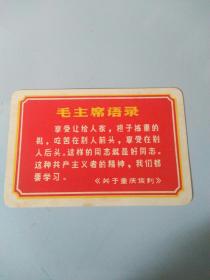 毛主席语录
享受让给人家，担子拣重的
挑，吃苦在别人前头，享受在别
人后头。这样的同志就是好同志。
这种共产主义者的精神，我们都
要学习。
《关于重庆谈判》